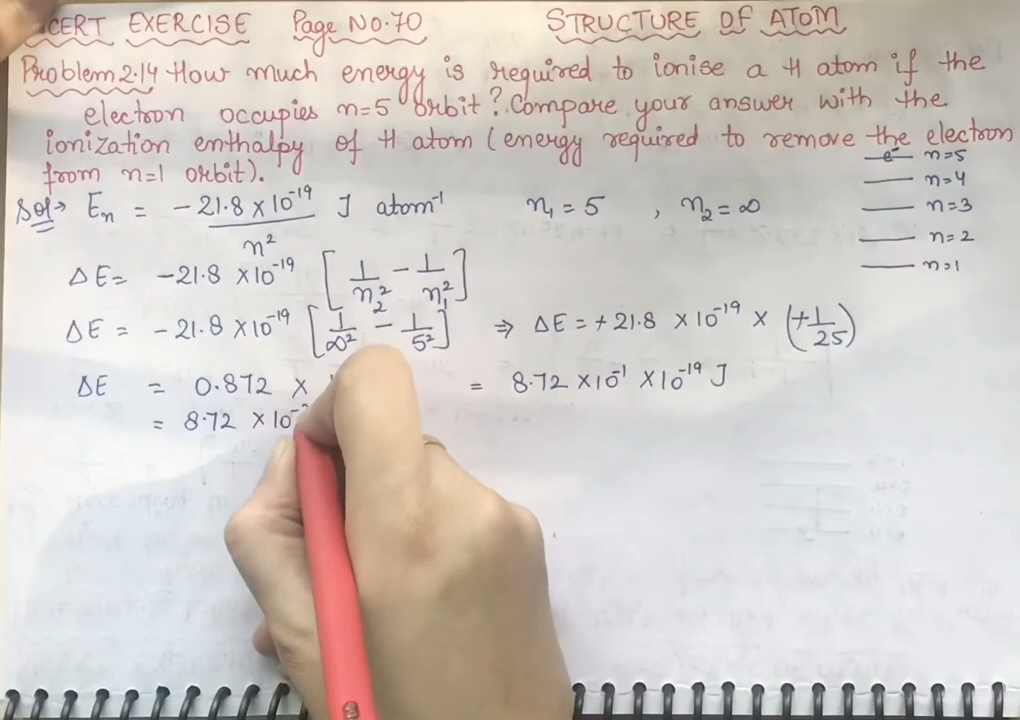 CERT EXERCISE Page No.70 STRUCTURE OF ATOM
Problem 2.14 How much energy is required to ionise a H atom if the
electron occupies n=5 orbit? Compare your answer with the
ionization enthalpy of H atom (energy required to remove the electron
from n=1 orbit).
e⁻ n=5
n=4
n=3
n=2
n=1
Sol→ Eₙ = -21.8 × 10⁻¹⁹ / n² J atom⁻¹ n₁ = 5 , n₂ = ∞
ΔE = -21.8 ×10⁻¹⁹ [1/n₂² - 1/n₁²]
ΔE = -21.8 ×10⁻¹⁹ [1/∞² - 1/5²] ⇒ ΔE = +21.8 ×10⁻¹⁹ × (+1/25)
ΔE = 0.872 × = 8.72 ×10⁻¹ ×10⁻¹⁹ J
= 8.72 ×10⁻